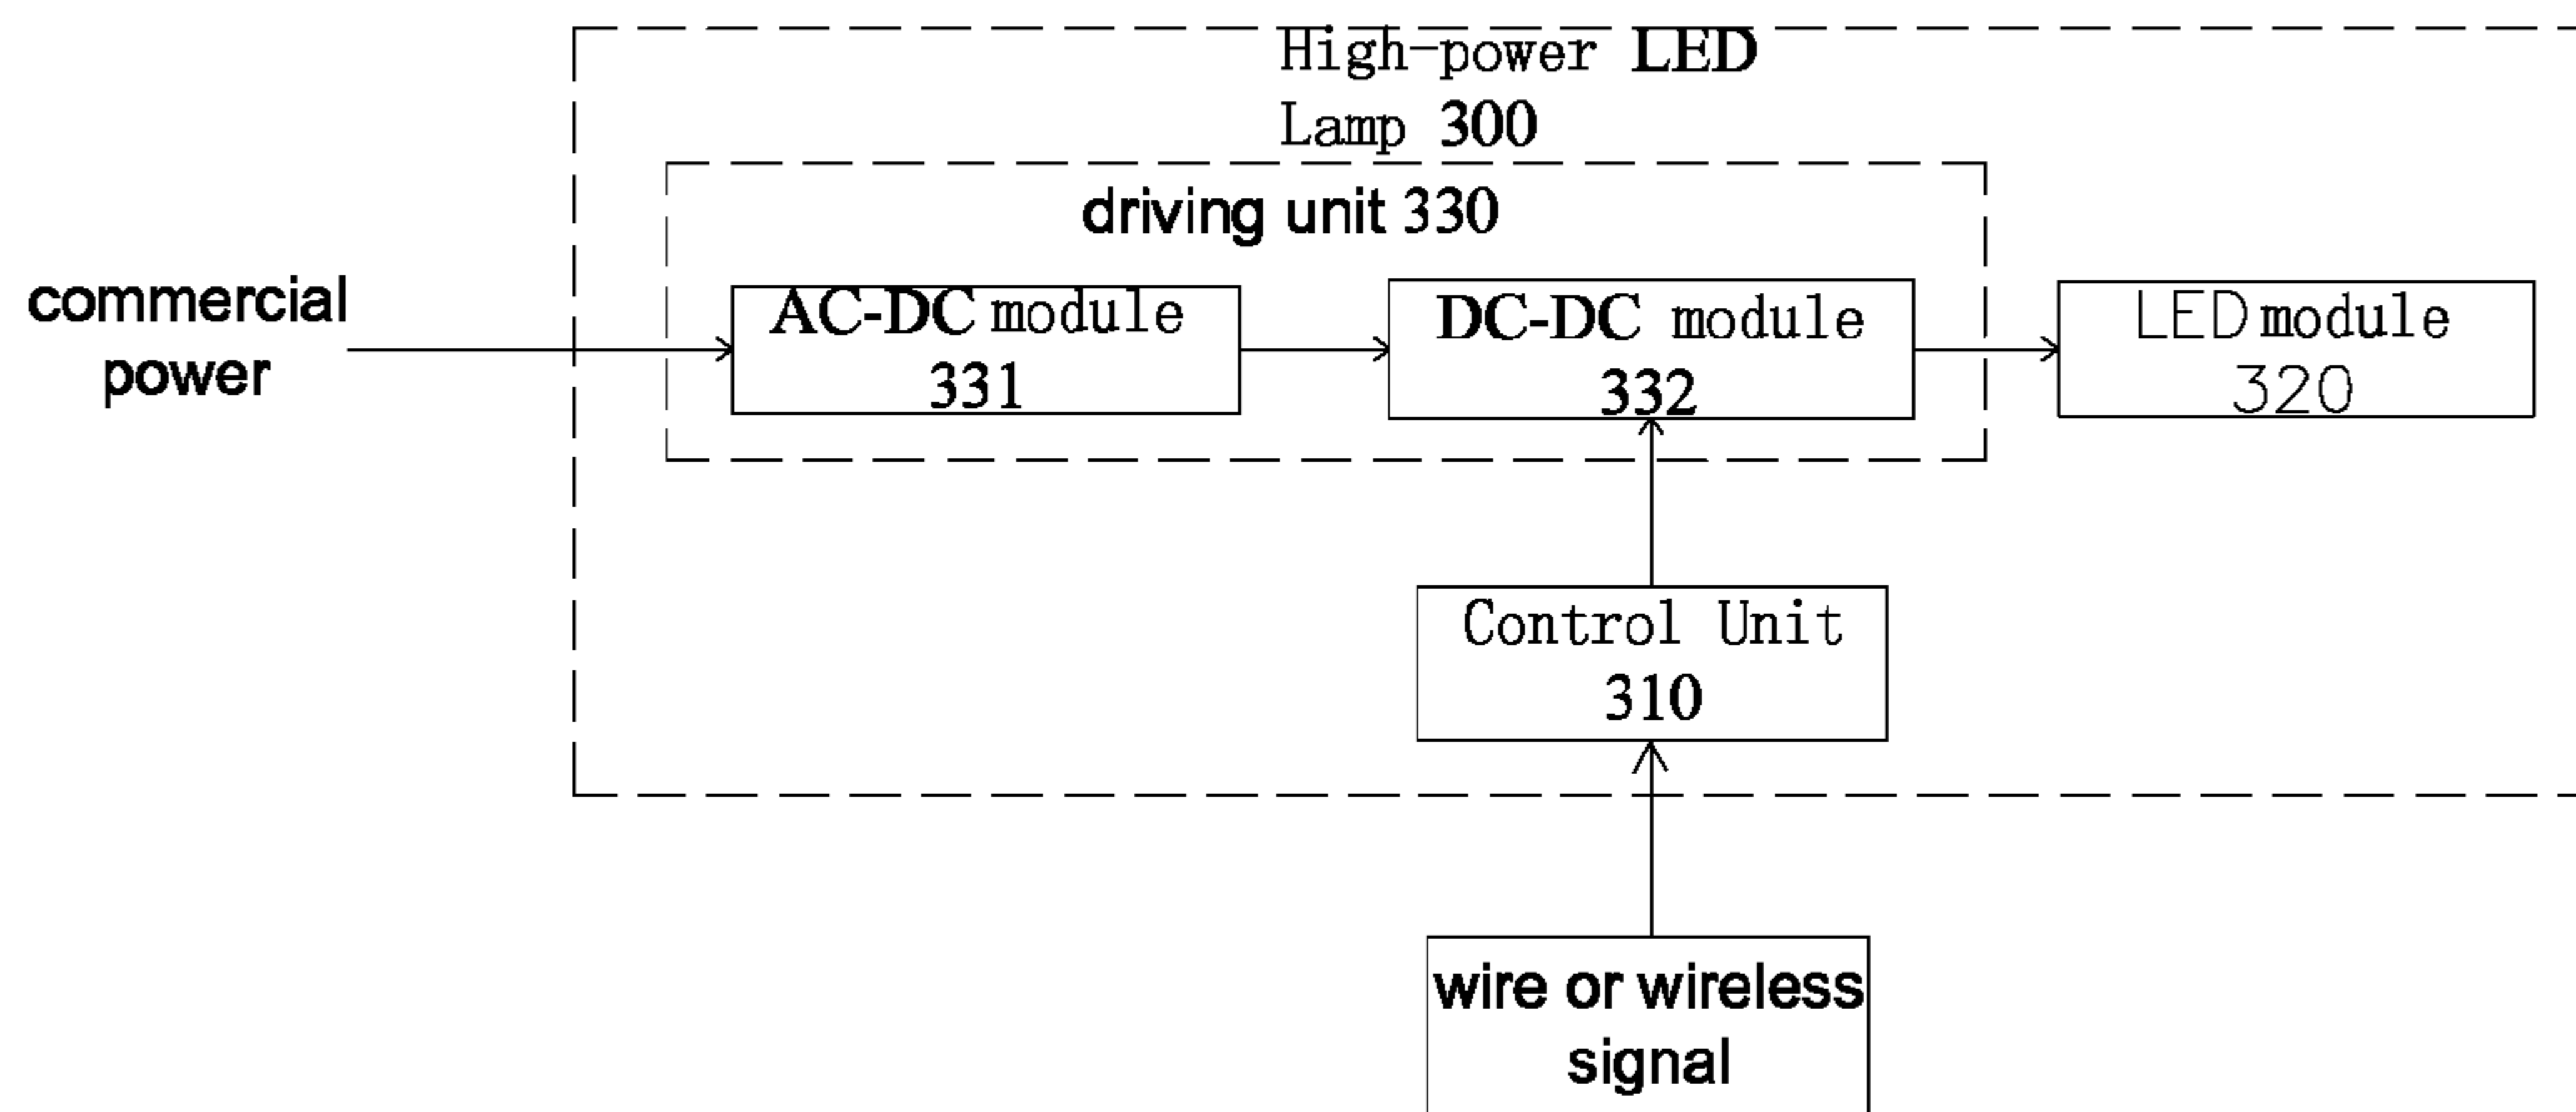 High-power LED
Lamp 300
driving unit 330
commercial
power
AC-DC module
331
DC-DC module
332
LED module
320
Control Unit
310
wire or wireless
signal